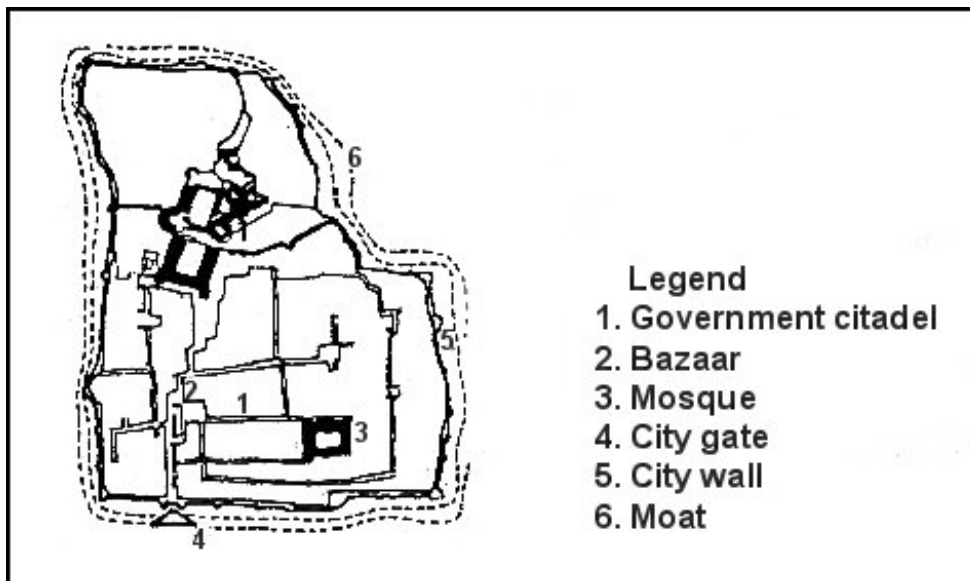 6
5
2
1
3
4
Legend
1. Government citadel
2. Bazaar
3. Mosque
4. City gate
5. City wall
6. Moat